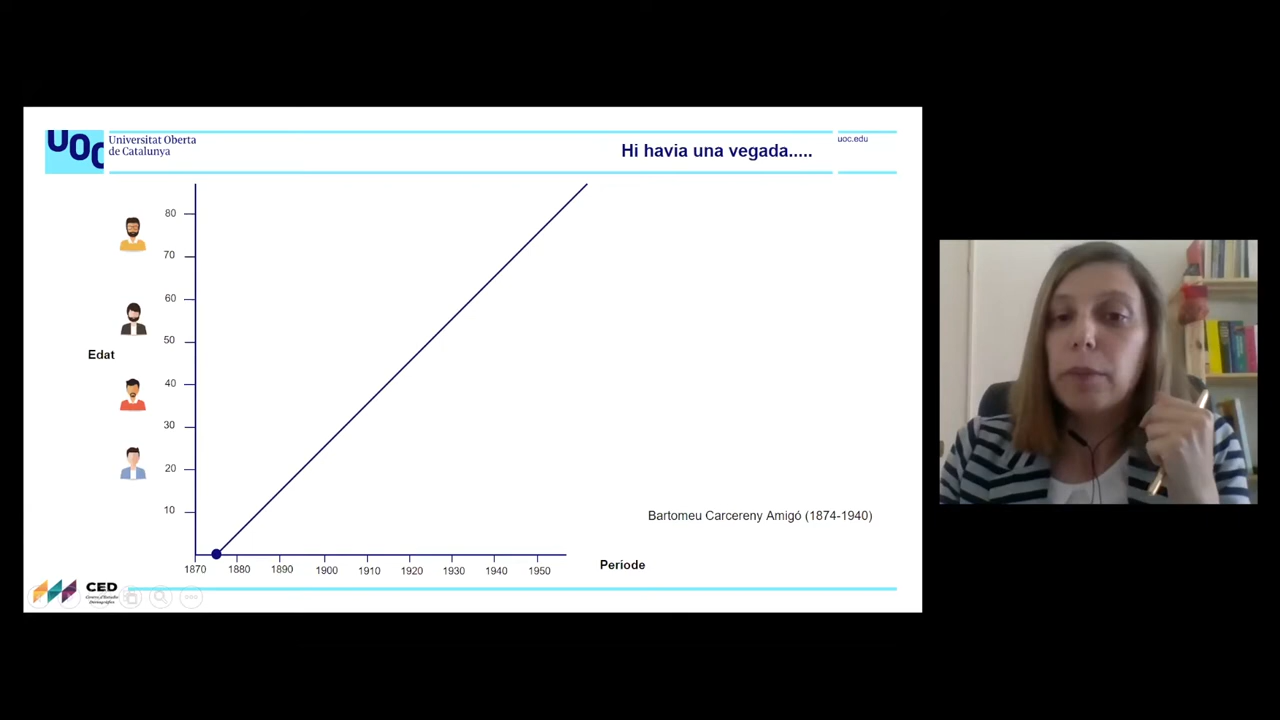 UOC
Universitat Oberta
de Catalunya
Hi havia una vegada.....
uoc.edu
80
70
60
50
Edat
40
30
20
10
Bartomeu Carcereny Amigó (1874-1940)
1870 1880 1890 1900 1910 1920 1930 1940 1950
Període
CED